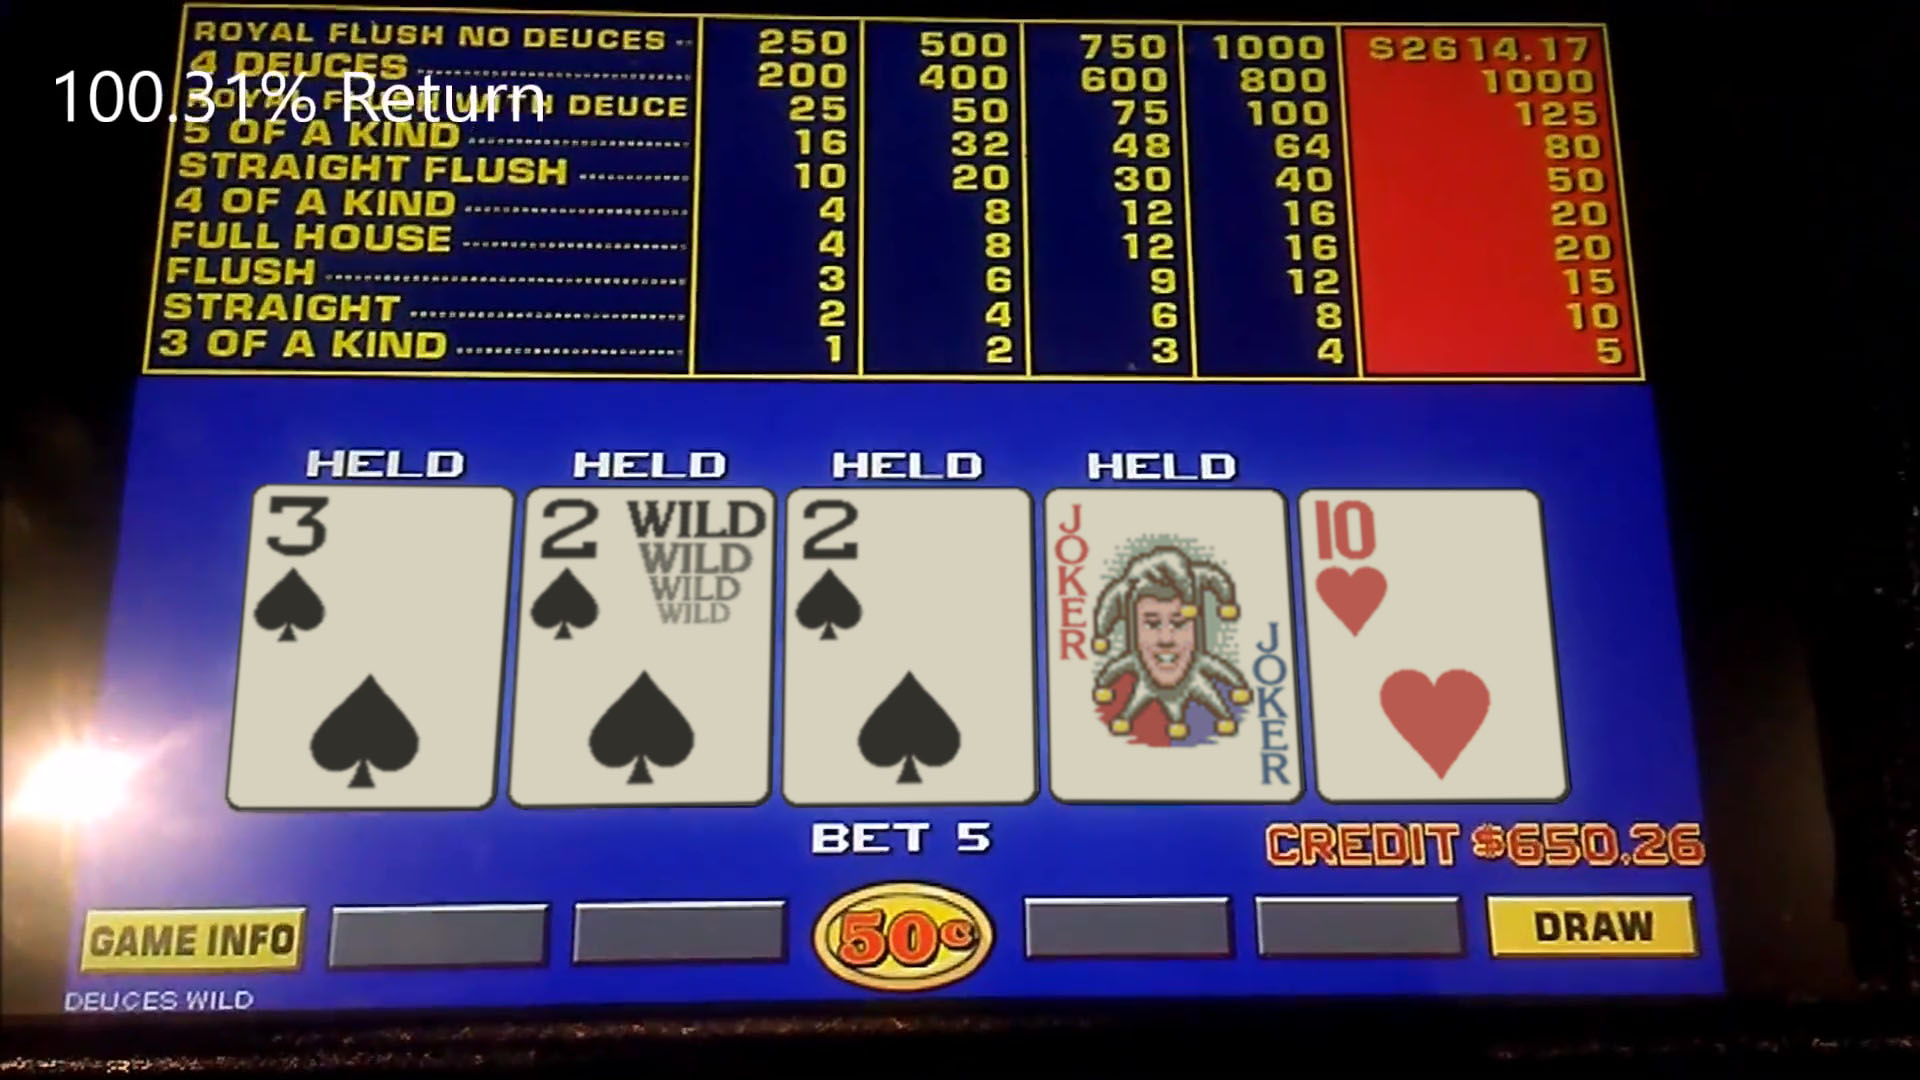 ROYAL FLUSH NO DEUCES 250 500 750 1000 $2614.17
4 DEUCES 200 400 600 800 1000
100.31% Return
ROYAL FLUSH WITH DEUCE 25 50 75 100 125
5 OF A KIND 16 32 48 64 80
STRAIGHT FLUSH 10 20 30 40 50
4 OF A KIND 4 8 12 16 20
FULL HOUSE 4 8 12 16 20
FLUSH 3 6 9 12 15
STRAIGHT 2 4 6 8 10
3 OF A KIND 1 2 3 4 5
HELD HELD HELD HELD
3 2 WILD 2 JOKER 10
WILD
WILD
WILD
JOKER
BET 5 CREDIT $650.26
GAME INFO 50¢ DRAW
DEUCES WILD